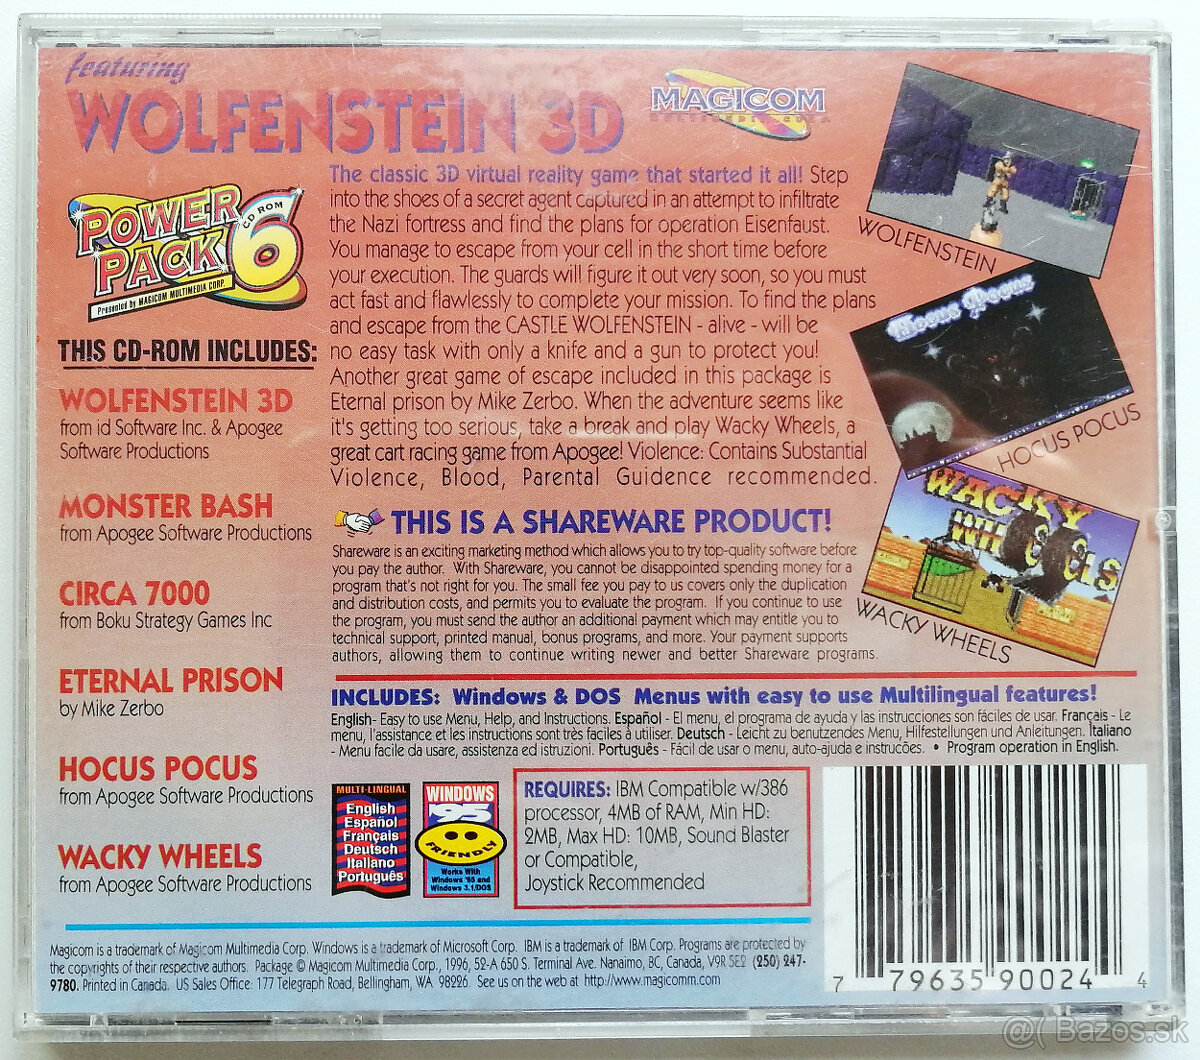 featuring
WOLFENSTEIN 3D
MAGICOM
POWER
PACK
CD ROM
6
Presented by MAGICOM MULTIMEDIA CORP.
THIS CD-ROM INCLUDES:
WOLFENSTEIN 3D
from id Software Inc. & Apogee
Software Productions
MONSTER BASH
from Apogee Software Productions
CIRCA 7000
from Boku Strategy Games Inc
ETERNAL PRISON
by Mike Zerbo
HOCUS POCUS
from Apogee Software Productions
WACKY WHEELS
from Apogee Software Productions
The classic 3D virtual reality game that started it all! Step
into the shoes of a secret agent captured in an attempt to infiltrate
the Nazi fortress and find the plans for operation Eisenfaust.
You manage to escape from your cell in the short time before
your execution. The guards will figure it out very soon, so you must
act fast and flawlessly to complete your mission. To find the plans
and escape from the CASTLE WOLFENSTEIN - alive - will be
no easy task with only a knife and a gun to protect you!
Another great game of escape included in this package is
Eternal prison by Mike Zerbo. When the adventure seems like
it's getting too serious, take a break and play Wacky Wheels, a
great cart racing game from Apogee! Violence: Contains Substantial
Violence, Blood, Parental Guidence recommended.
WOLFENSTEIN
Hocus Pocus
HOCUS POCUS
WACKY
WHEELS
WACKY WHEELS
THIS IS A SHAREWARE PRODUCT!
Shareware is an exciting marketing method which allows you to try top-quality software before
you pay the author. With Shareware, you cannot be disappointed spending money for a
program that's not right for you. The small fee you pay to us covers only the duplication
and distribution costs, and permits you to evaluate the program. If you continue to use
the program, you must send the author an additional payment which may entitle you to
technical support, printed manual, bonus programs, and more. Your payment supports
authors, allowing them to continue writing newer and better Shareware programs.
INCLUDES: Windows & DOS Menus with easy to use Multilingual features!
English- Easy to use Menu, Help, and Instructions. Español - El menu, el programa de ayuda y las instrucciones son fáciles de usar. Français - Le
menu, l'assistance et les instructions sont très faciles à utiliser. Deutsch - Leicht zu benutzendes Menu, Hilfestellungen und Anleitungen. Italiano
- Menu facile da usare, assistenza ed istruzioni. Português - Fácil de usar o menu, auto-ajuda e instrucões. • Program operation in English.
MULTI-LINGUAL
English
Español
Français
Deutsch
Italiano
Português
WINDOWS
'95
FRIENDLY
Works With
Windows '95 and
Windows 3.1/DOS
REQUIRES: IBM Compatible w/386
processor, 4MB of RAM, Min HD:
2MB, Max HD: 10MB, Sound Blaster
or Compatible,
Joystick Recommended
Magicom is a trademark of Magicom Multimedia Corp. Windows is a trademark of Microsoft Corp. IBM is a trademark of IBM Corp. Programs are protected by
the copyrights of their respective authors. Package © Magicom Multimedia Corp., 1996, 52-A 650 S. Terminal Ave. Nanaimo, BC, Canada, V9R 5E2 (250) 247-
9780. Printed in Canada. US Sales Office: 177 Telegraph Road, Bellingham, WA 98226. See us on the web at http://www.magicomm.com
7 79635 90024 4
@( Bazos.sk